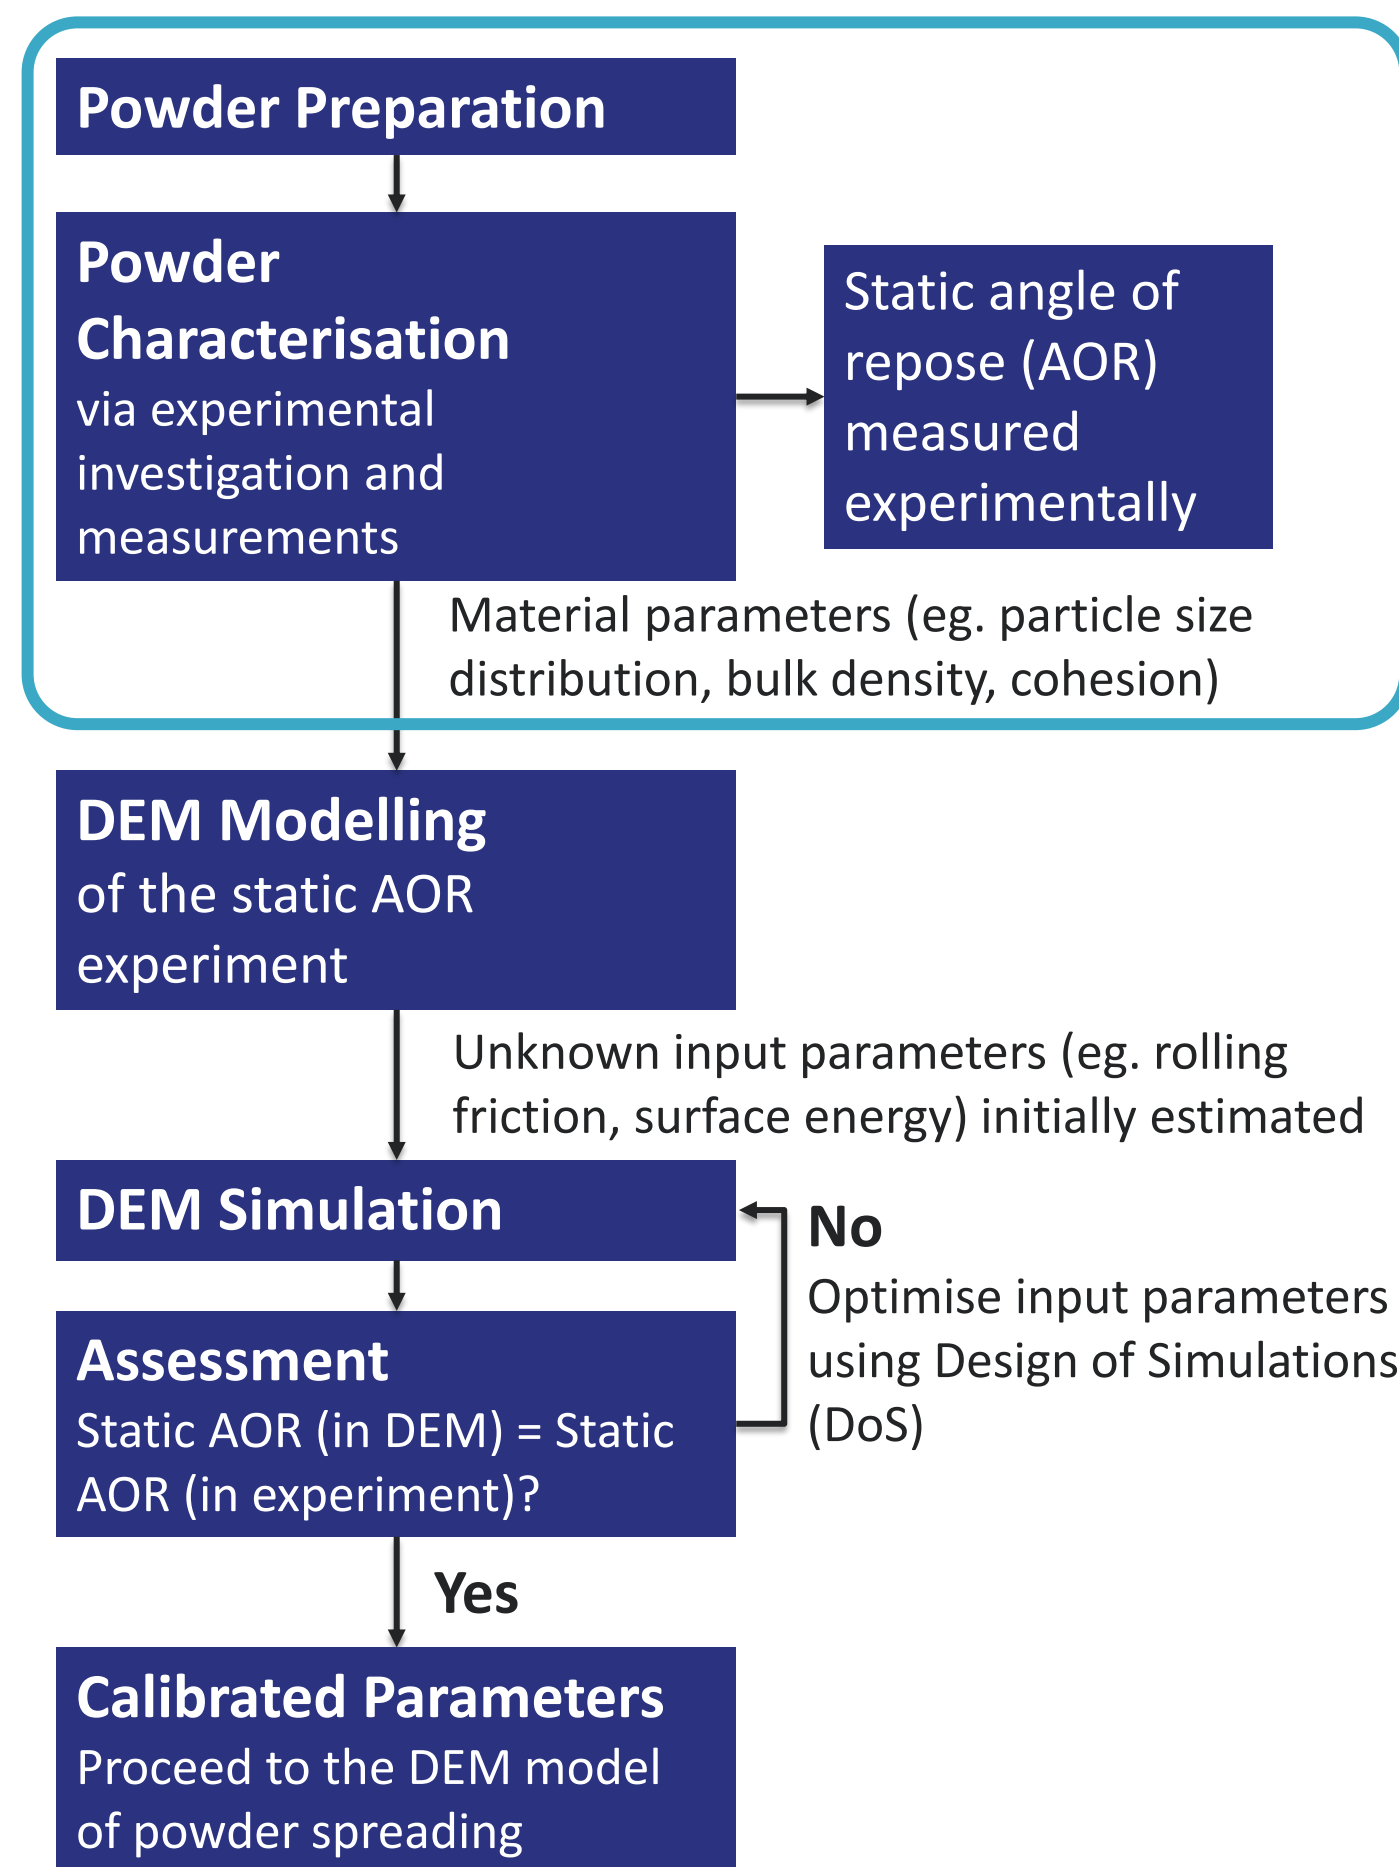 Powder Preparation
Powder
Characterisation
via experimental
investigation and
measurements
Static angle of
repose (AOR)
measured
experimentally
Material parameters (eg. particle size
distribution, bulk density, cohesion)
DEM Modelling
of the static AOR
experiment
Unknown input parameters (eg. rolling
friction, surface energy) initially estimated
DEM Simulation
No
Optimise input parameters
using Design of Simulations
(DoS)
Assessment
Static AOR (in DEM) = Static
AOR (in experiment)?
Yes
Calibrated Parameters
Proceed to the DEM model
of powder spreading